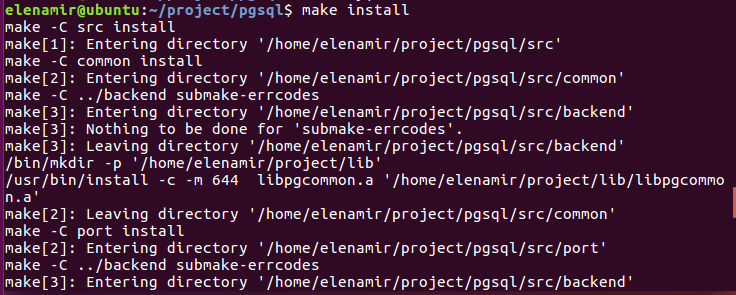 elenamir@ubuntu:~/project/pgsql$ make install
make -C src install
make[1]: Entering directory '/home/elenamir/project/pgsql/src'
make -C common install
make[2]: Entering directory '/home/elenamir/project/pgsql/src/common'
make -C ../backend submake-errcodes
make[3]: Entering directory '/home/elenamir/project/pgsql/src/backend'
make[3]: Nothing to be done for 'submake-errcodes'.
make[3]: Leaving directory '/home/elenamir/project/pgsql/src/backend'
/bin/mkdir -p '/home/elenamir/project/lib'
/usr/bin/install -c -m 644  libpgcommon.a '/home/elenamir/project/lib/libpgcommo
n.a'
make[2]: Leaving directory '/home/elenamir/project/pgsql/src/common'
make -C port install
make[2]: Entering directory '/home/elenamir/project/pgsql/src/port'
make -C ../backend submake-errcodes
make[3]: Entering directory '/home/elenamir/project/pgsql/src/backend'